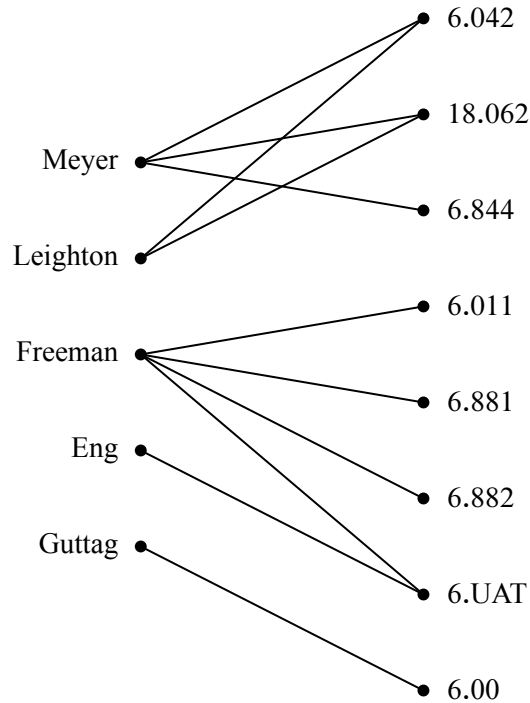 6.042
18.062
Meyer
6.844
Leighton
6.011
Freeman
6.881
Eng
6.882
Guttag
6.UAT
6.00